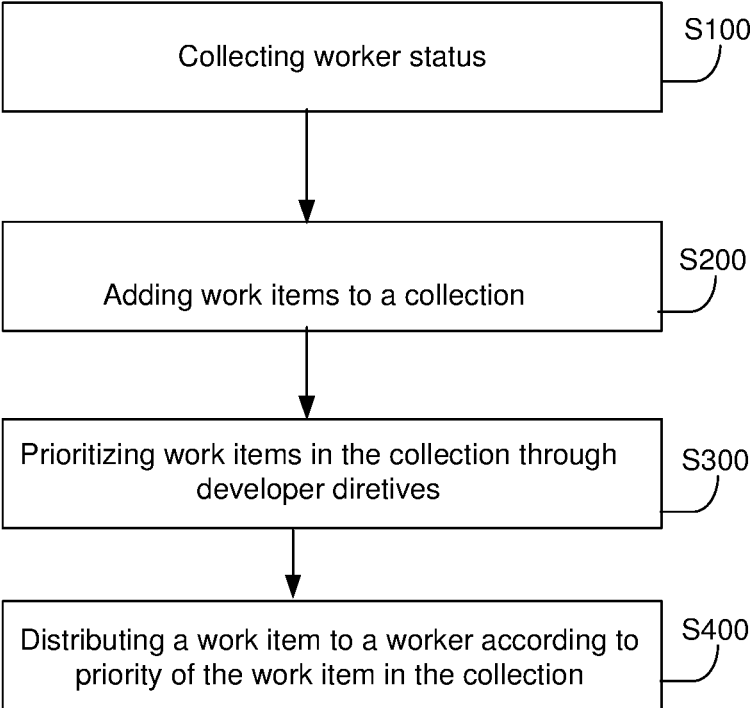 S100
Collecting worker status
S200
Adding work items to a collection
S300
Prioritizing work items in the collection through
developer diretives
S400
Distributing a work item to a worker according to
priority of the work item in the collection